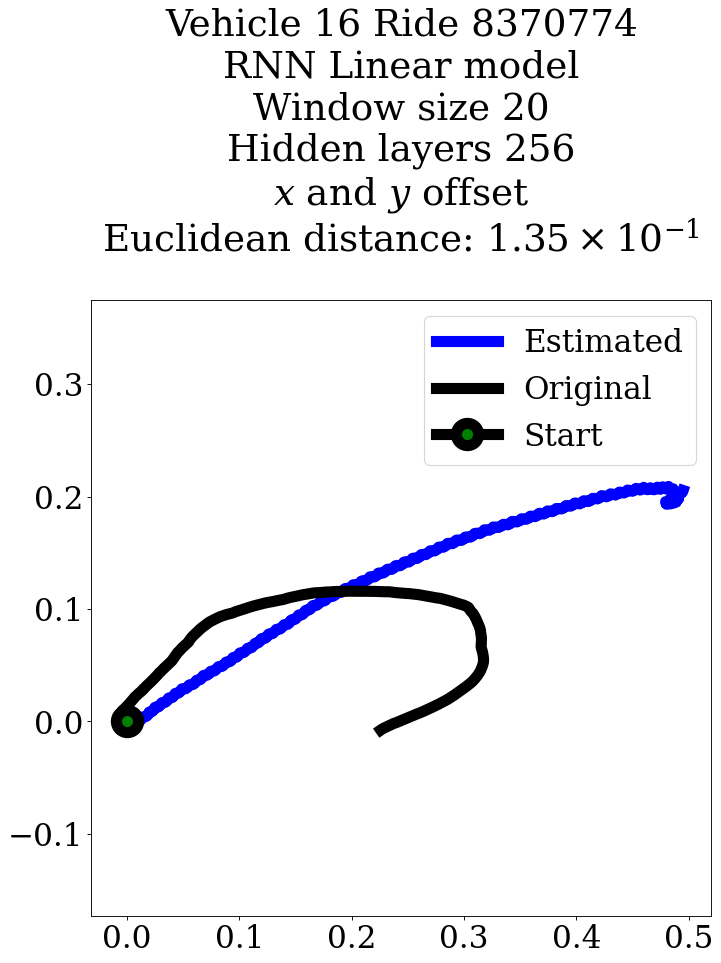 Vehicle 16 Ride 8370774
RNN Linear model
Window size 20
Hidden layers 256
x and y offset
Euclidean distance: 1.35 × 10⁻¹
Estimated
Original
Start
0.3
0.2
0.1
0.0
−0.1
0.0 0.1 0.2 0.3 0.4 0.5